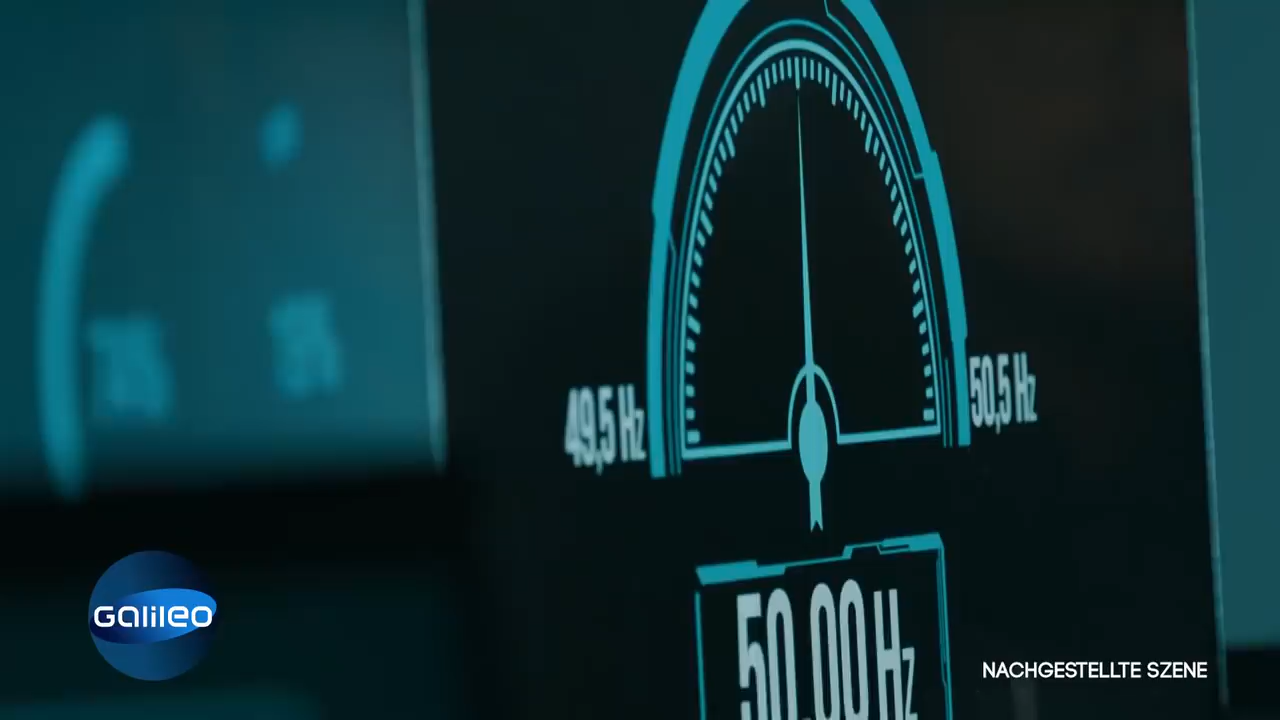 49,5 Hz
50,5 Hz
50.00 Hz
GALILEO
NACHGESTELLTE SZENE